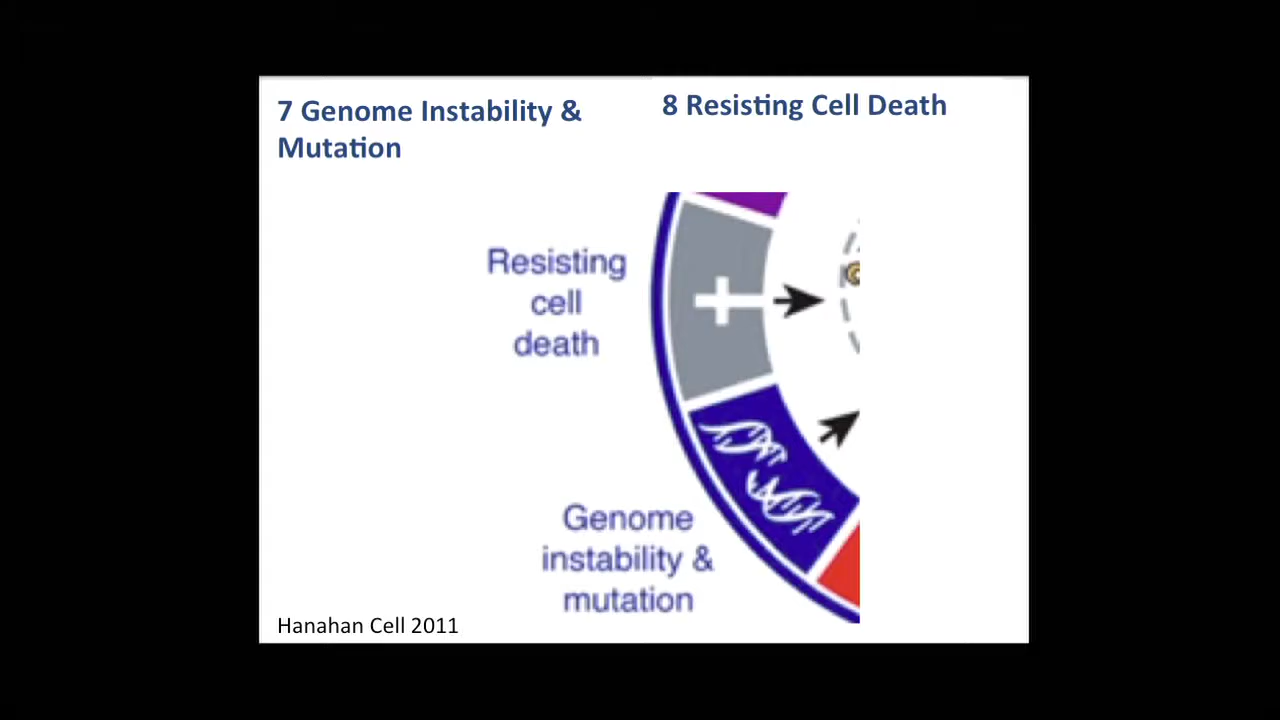 7 Genome Instability &
Mutation
8 Resisting Cell Death
Resisting
cell
death
Genome
instability &
mutation
Hanahan Cell 2011